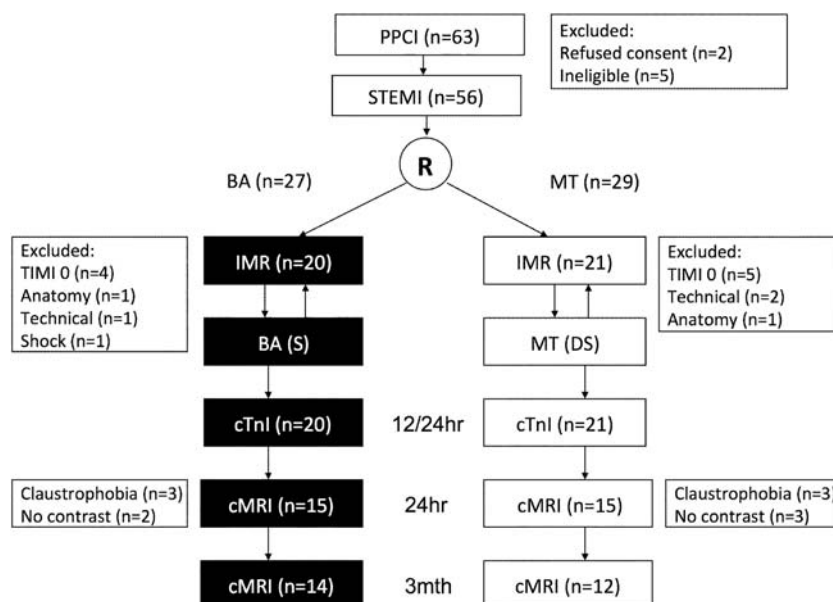 PPCI (n=63)
Excluded:
Refused consent (n=2)
Ineligible (n=5)
STEMI (n=56)
R
BA (n=27)
MT (n=29)
Excluded:
TIMI 0 (n=4)
Anatomy (n=1)
Technical (n=1)
Shock (n=1)
IMR (n=20)
IMR (n=21)
Excluded:
TIMI 0 (n=5)
Technical (n=2)
Anatomy (n=1)
BA (S)
MT (DS)
cTnI (n=20)
12/24hr
cTnI (n=21)
Claustrophobia (n=3)
No contrast (n=2)
cMRI (n=15)
24hr
cMRI (n=15)
Claustrophobia (n=3)
No contrast (n=3)
cMRI (n=14)
3mth
cMRI (n=12)